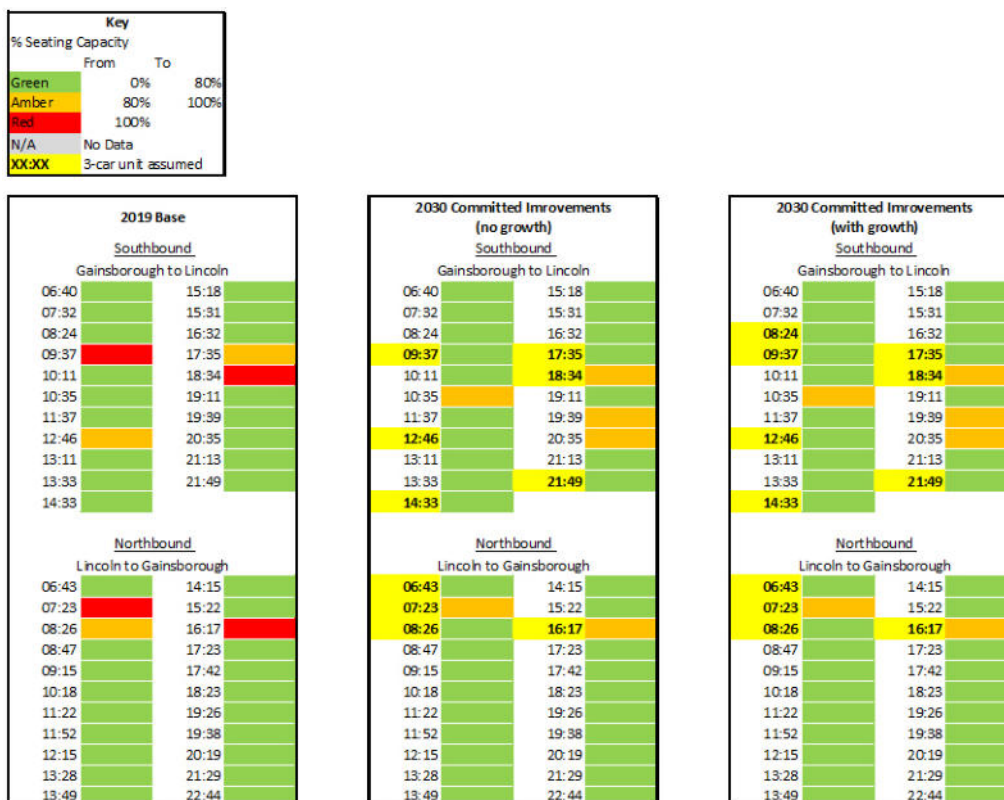 Key
% Seating Capacity
From To
Green 0% 80%
Amber 80% 100%
Red 100%
N/A No Data
XX:XX 3-car unit assumed
2019 Base
Southbound
Gainsborough to Lincoln
06:40 15:18
07:32 15:31
08:24 16:32
09:37 17:35
10:11 18:34
10:35 19:11
11:37 19:39
12:46 20:35
13:11 21:13
13:33 21:49
14:33
Northbound
Lincoln to Gainsborough
06:43 14:15
07:23 15:22
08:26 16:17
08:47 17:23
09:15 17:42
10:18 18:23
11:22 19:26
11:52 19:38
12:15 20:19
13:28 21:29
13:49 22:44
2030 Committed Imrovements
(no growth)
Southbound
Gainsborough to Lincoln
06:40 15:18
07:32 15:31
08:24 16:32
09:37 17:35
10:11 18:34
10:35 19:11
11:37 19:39
12:46 20:35
13:11 21:13
13:33 21:49
14:33
Northbound
Lincoln to Gainsborough
06:43 14:15
07:23 15:22
08:26 16:17
08:47 17:23
09:15 17:42
10:18 18:23
11:22 19:26
11:52 19:38
12:15 20:19
13:28 21:29
13:49 22:44
2030 Committed Imrovements
(with growth)
Southbound
Gainsborough to Lincoln
06:40 15:18
07:32 15:31
08:24 16:32
09:37 17:35
10:11 18:34
10:35 19:11
11:37 19:39
12:46 20:35
13:11 21:13
13:33 21:49
14:33
Northbound
Lincoln to Gainsborough
06:43 14:15
07:23 15:22
08:26 16:17
08:47 17:23
09:15 17:42
10:18 18:23
11:22 19:26
11:52 19:38
12:15 20:19
13:28 21:29
13:49 22:44